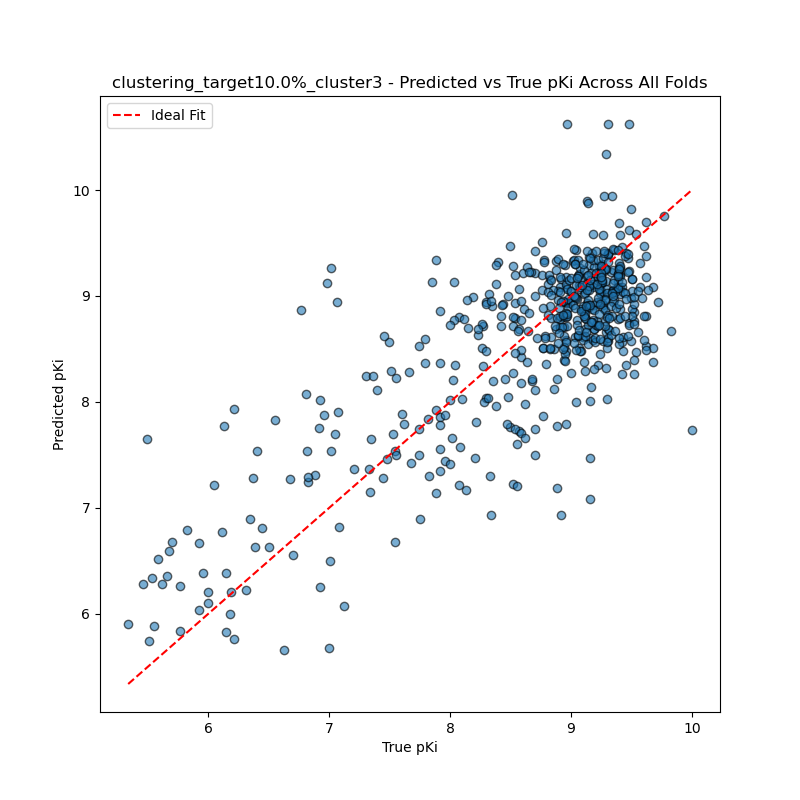 clustering_target10.0%_cluster3 - Predicted vs True pKi Across All Folds
Ideal Fit
10
9
8
7
6
Predicted pKi
6 7 8 9 10
True pKi